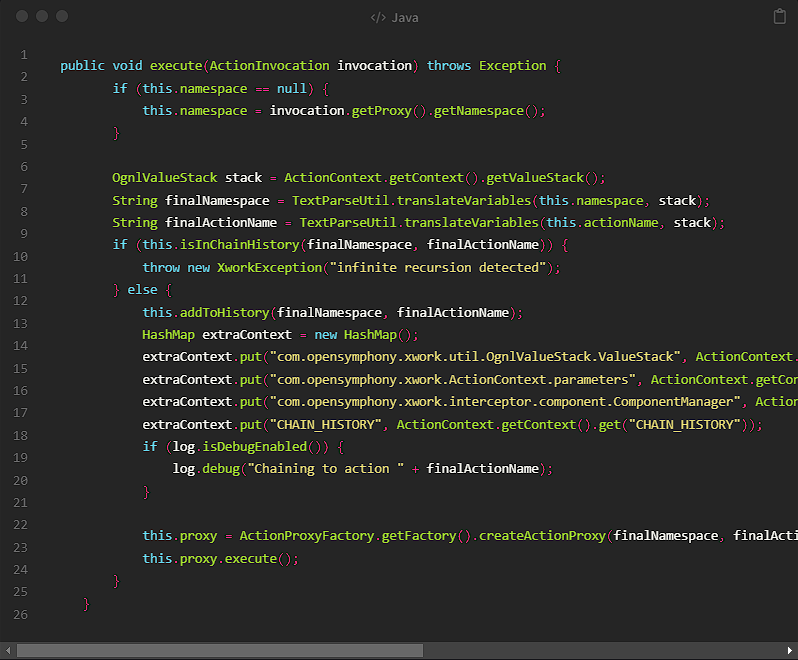 </> Java
1
2 public void execute(ActionInvocation invocation) throws Exception {
3 if (this.namespace == null) {
4 this.namespace = invocation.getProxy().getNamespace();
5 }
6
7 OgnlValueStack stack = ActionContext.getContext().getValueStack();
8 String finalNamespace = TextParseUtil.translateVariables(this.namespace, stack);
9 String finalActionName = TextParseUtil.translateVariables(this.actionName, stack);
10 if (this.isInChainHistory(finalNamespace, finalActionName)) {
11 throw new XworkException("infinite recursion detected");
12 } else {
13 this.addToHistory(finalNamespace, finalActionName);
14 HashMap extraContext = new HashMap();
15 extraContext.put("com.opensymphony.xwork.util.OgnlValueStack.ValueStack", ActionContext.
16 extraContext.put("com.opensymphony.xwork.ActionContext.parameters", ActionContext.getCon
17 extraContext.put("com.opensymphony.xwork.interceptor.component.ComponentManager", Action
18 extraContext.put("CHAIN_HISTORY", ActionContext.getContext().get("CHAIN_HISTORY"));
19 if (log.isDebugEnabled()) {
20 log.debug("Chaining to action " + finalActionName);
21 }
22
23 this.proxy = ActionProxyFactory.getFactory().createActionProxy(finalNamespace, finalActi
24 this.proxy.execute();
25 }
26 }